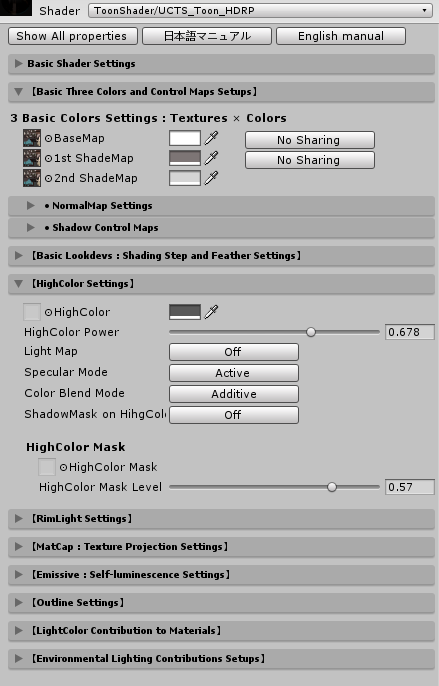 Shader ToonShader/UCTS_Toon_HDRP
Show All properties 日本語マニュアル English manual
Basic Shader Settings
【Basic Three Colors and Control Maps Setups】
3 Basic Colors Settings : Textures × Colors
BaseMap No Sharing
1st ShadeMap No Sharing
2nd ShadeMap
● NormalMap Settings
● Shadow Control Maps
【Basic Lookdevs : Shading Step and Feather Settings】
【HighColor Settings】
HighColor
HighColor Power 0.678
Light Map Off
Specular Mode Active
Color Blend Mode Additive
ShadowMask on HihgColo Off
HighColor Mask
HighColor Mask
HighColor Mask Level 0.57
【RimLight Settings】
【MatCap : Texture Projection Settings】
【Emissive : Self-luminescence Settings】
【Outline Settings】
【LightColor Contribution to Materials】
【Environmental Lighting Contributions Setups】